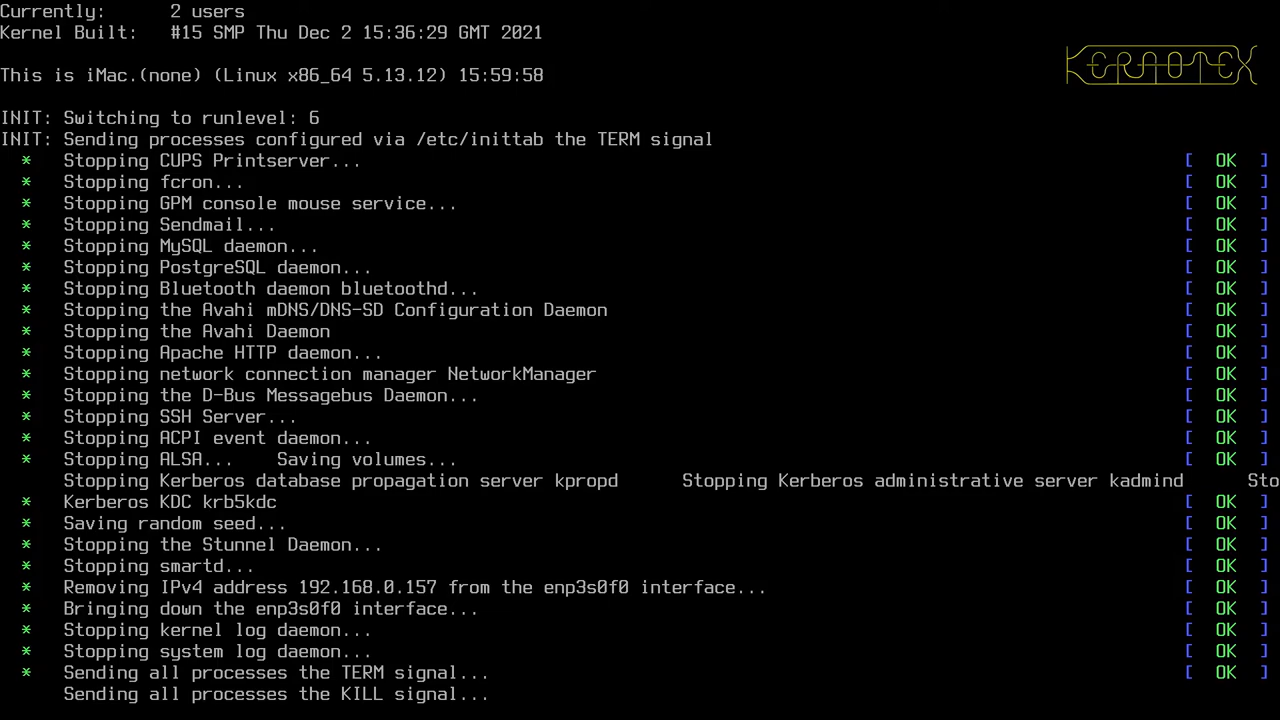 Currently: 2 users
Kernel Built: #15 SMP Thu Dec 2 15:36:29 GMT 2021
This is iMac.(none) (Linux x86_64 5.13.12) 15:59:58
KERAOTEX
INIT: Switching to runlevel: 6
INIT: Sending processes configured via /etc/inittab the TERM signal
* Stopping CUPS Printserver... [ OK ]
* Stopping fcron... [ OK ]
* Stopping GPM console mouse service... [ OK ]
* Stopping Sendmail... [ OK ]
* Stopping MySQL daemon... [ OK ]
* Stopping PostgreSQL daemon... [ OK ]
* Stopping Bluetooth daemon bluetoothd... [ OK ]
* Stopping the Avahi mDNS/DNS-SD Configuration Daemon [ OK ]
* Stopping the Avahi Daemon [ OK ]
* Stopping Apache HTTP daemon... [ OK ]
* Stopping network connection manager NetworkManager [ OK ]
* Stopping the D-Bus Messagebus Daemon... [ OK ]
* Stopping SSH Server... [ OK ]
* Stopping ACPI event daemon... [ OK ]
* Stopping ALSA... Saving volumes... [ OK ]
Stopping Kerberos database propagation server kpropd Stopping Kerberos administrative server kadmind Sto
* Kerberos KDC krb5kdc [ OK ]
* Saving random seed... [ OK ]
* Stopping the Stunnel Daemon... [ OK ]
* Stopping smartd... [ OK ]
* Removing IPv4 address 192.168.0.157 from the enp3s0f0 interface... [ OK ]
* Bringing down the enp3s0f0 interface... [ OK ]
* Stopping kernel log daemon... [ OK ]
* Stopping system log daemon... [ OK ]
* Sending all processes the TERM signal... [ OK ]
Sending all processes the KILL signal...